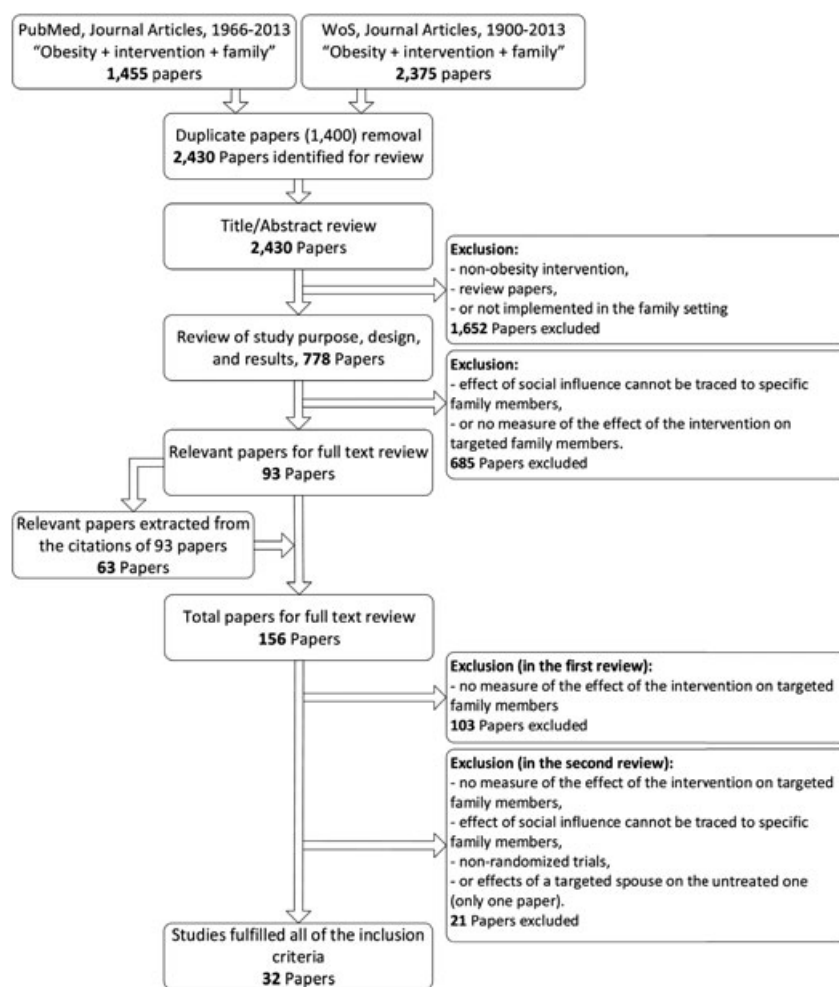 PubMed, Journal Articles, 1966-2013
“Obesity + intervention + family”
1,455 papers
WoS, Journal Articles, 1900-2013
“Obesity + intervention + family”
2,375 papers
Duplicate papers (1,400) removal
2,430 Papers identified for review
Title/Abstract review
2,430 Papers
Exclusion:
- non-obesity intervention,
- review papers,
- or not implemented in the family setting
1,652 Papers excluded
Review of study purpose, design,
and results, 778 Papers
Exclusion:
- effect of social influence cannot be traced to specific
family members,
- or no measure of the effect of the intervention on
targeted family members.
685 Papers excluded
Relevant papers for full text review
93 Papers
Relevant papers extracted from
the citations of 93 papers
63 Papers
Total papers for full text review
156 Papers
Exclusion (in the first review):
- no measure of the effect of the intervention on targeted
family members
103 Papers excluded
Exclusion (in the second review):
- no measure of the effect of the intervention on targeted
family members,
- effect of social influence cannot be traced to specific
family members,
- non-randomized trials,
- or effects of a targeted spouse on the untreated one
(only one paper).
21 Papers excluded
Studies fulfilled all of the inclusion
criteria
32 Papers